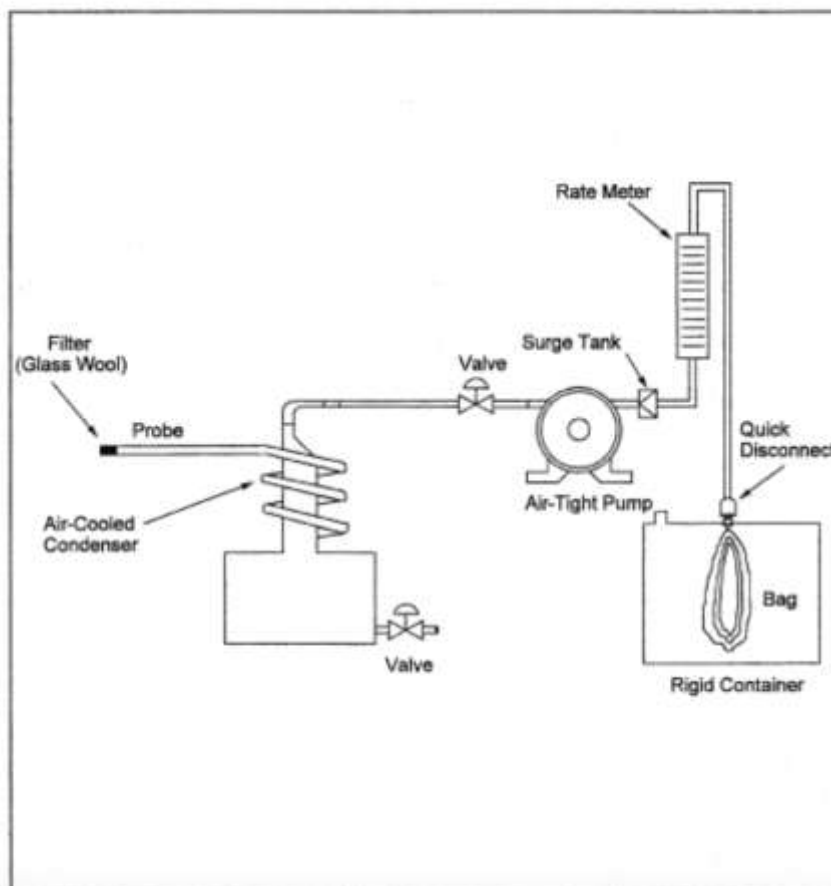 Rate Meter
Filter
(Glass Wool)
Surge Tank
Valve
Probe
Quick
Disconnect
Air-Cooled
Condenser
Air-Tight Pump
Bag
Valve
Rigid Container